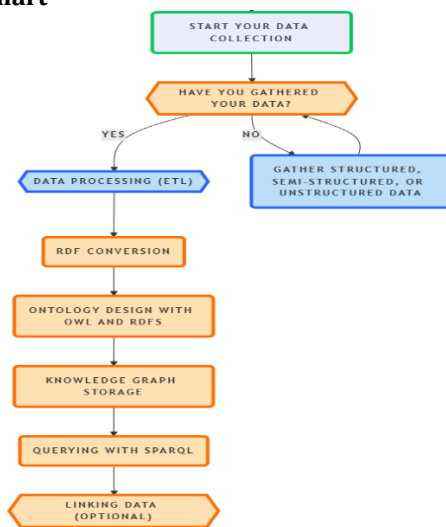 START YOUR DATA
COLLECTION
HAVE YOU GATHERED
YOUR DATA?
YES
NO
DATA PROCESSING (ETL)
GATHER STRUCTURED,
SEMI-STRUCTURED, OR
UNSTRUCTURED DATA
RDF CONVERSION
ONTOLOGY DESIGN WITH
OWL AND RDFS
KNOWLEDGE GRAPH
STORAGE
QUERYING WITH SPARQL
LINKING DATA
(OPTIONAL)